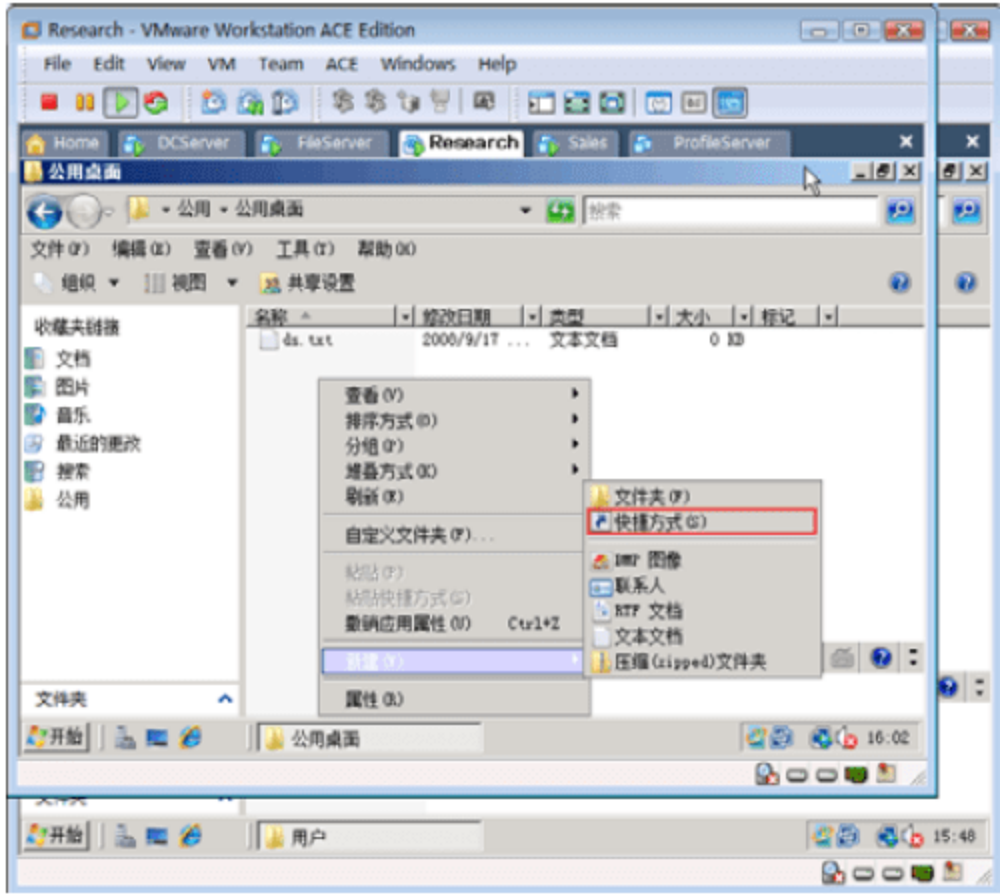 Research - VMware Workstation ACE Edition
File Edit View VM Team ACE Windows Help
Home DCServer FileServer Research Sales ProfileServer
公用桌面
公用 公用桌面 搜索
文件(F) 编辑(E) 查看(V) 工具(T) 帮助(H)
组织 视图 共享设置
收藏夹链接
名称 修改日期 类型 大小 标记
ds.txt 2008/9/17 ... 文本文档 0 KB
文档
图片
音乐
最近的更改
搜索
公用
查看(V)
排序方式(O)
分组(P)
堆叠方式(K)
刷新(R)
自定义文件夹(F)...
粘贴(P)
粘贴快捷方式(S)
撤销应用属性(U) Ctrl+Z
新建(W)
属性(R)
文件夹(F)
快捷方式(S)
BMP 图像
联系人
RTF 文档
文本文档
压缩(zipped)文件夹
文件夹
开始 公用桌面 16:02
文件夹
开始 用户 15:48